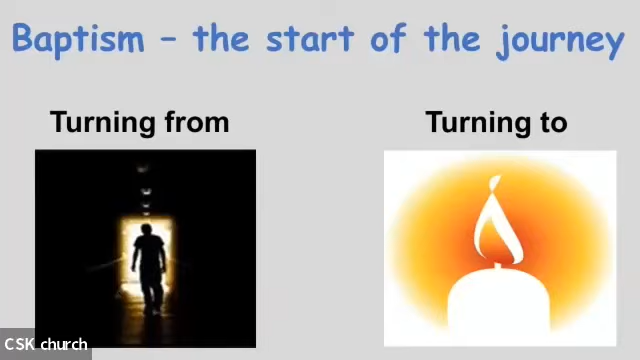 Baptism – the start of the journey
Turning from
Turning to
CSK church